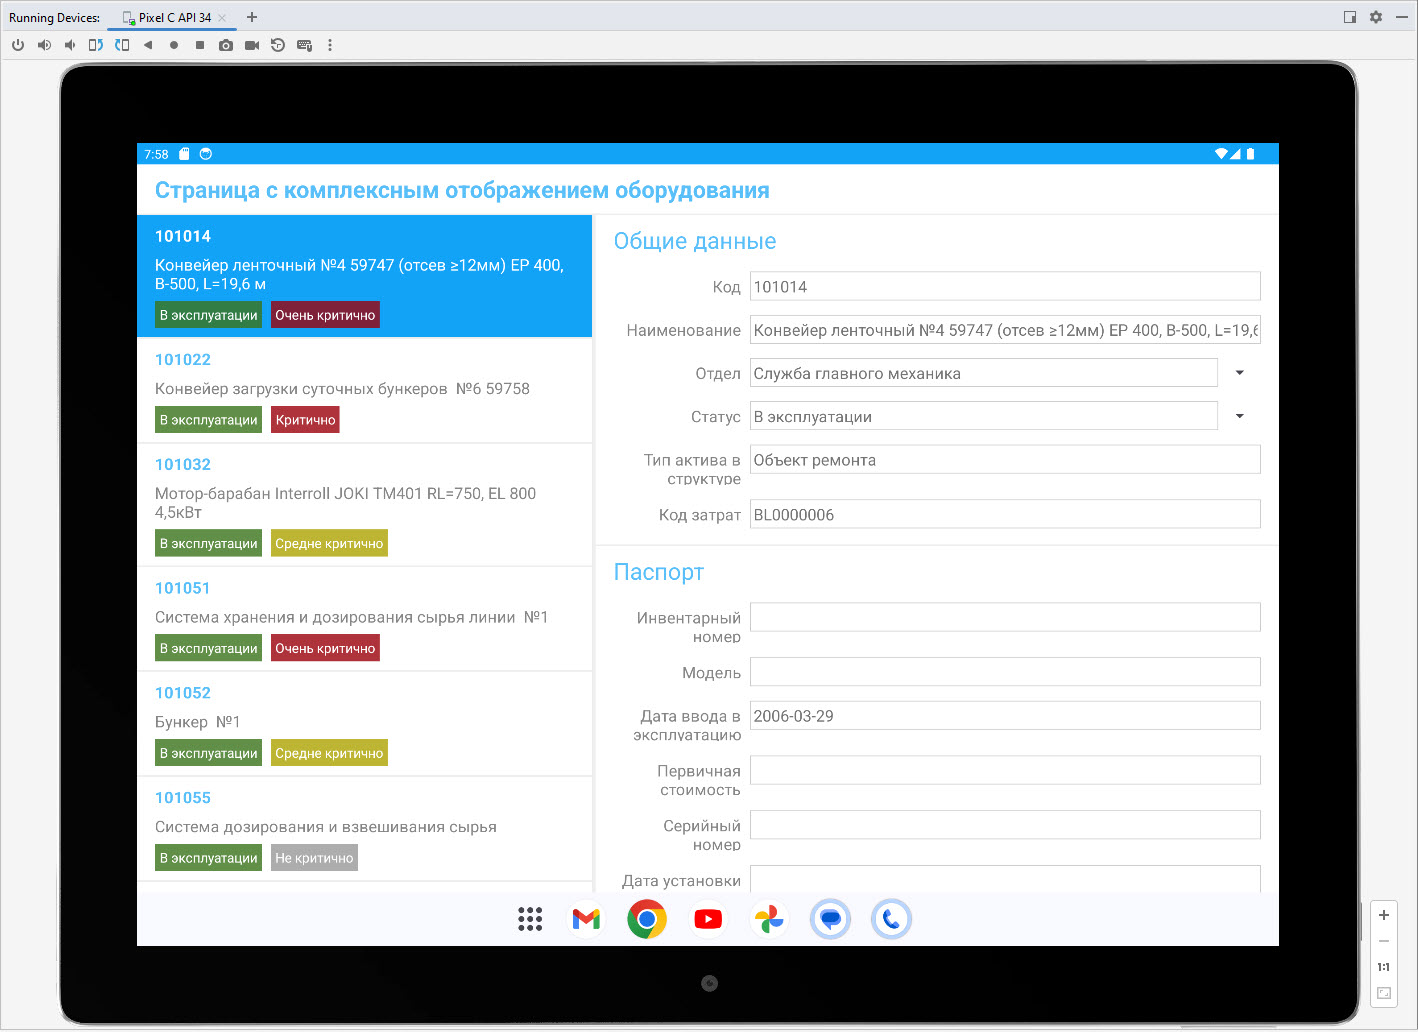 Running Devices:
Pixel C API 34
7:58
Страница с комплексным отображением оборудования
101014
Конвейер ленточный №4 59747 (отсев ≥12мм) EP 400,
B-500, L=19,6 м
В эксплуатации
Очень критично
101022
Конвейер загрузки суточных бункеров №6 59758
В эксплуатации
Критично
101032
Мотор-барабан Interroll JOKI TM401 RL=750, EL 800
4,5кВт
В эксплуатации
Средне критично
101051
Система хранения и дозирования сырья линии №1
В эксплуатации
Очень критично
101052
Бункер №1
В эксплуатации
Средне критично
101055
Система дозирования и взвешивания сырья
В эксплуатации
Не критично
Общие данные
Код
101014
Наименование
Конвейер ленточный №4 59747 (отсев ≥12мм) EP 400, B-500, L=19,6
Отдел
Служба главного механика
Статус
В эксплуатации
Тип актива в
структуре
Объект ремонта
Код затрат
BL0000006
Паспорт
Инвентарный
номер
Модель
Дата ввода в
эксплуатацию
2006-03-29
Первичная
стоимость
Серийный
номер
Дата установки
1:1